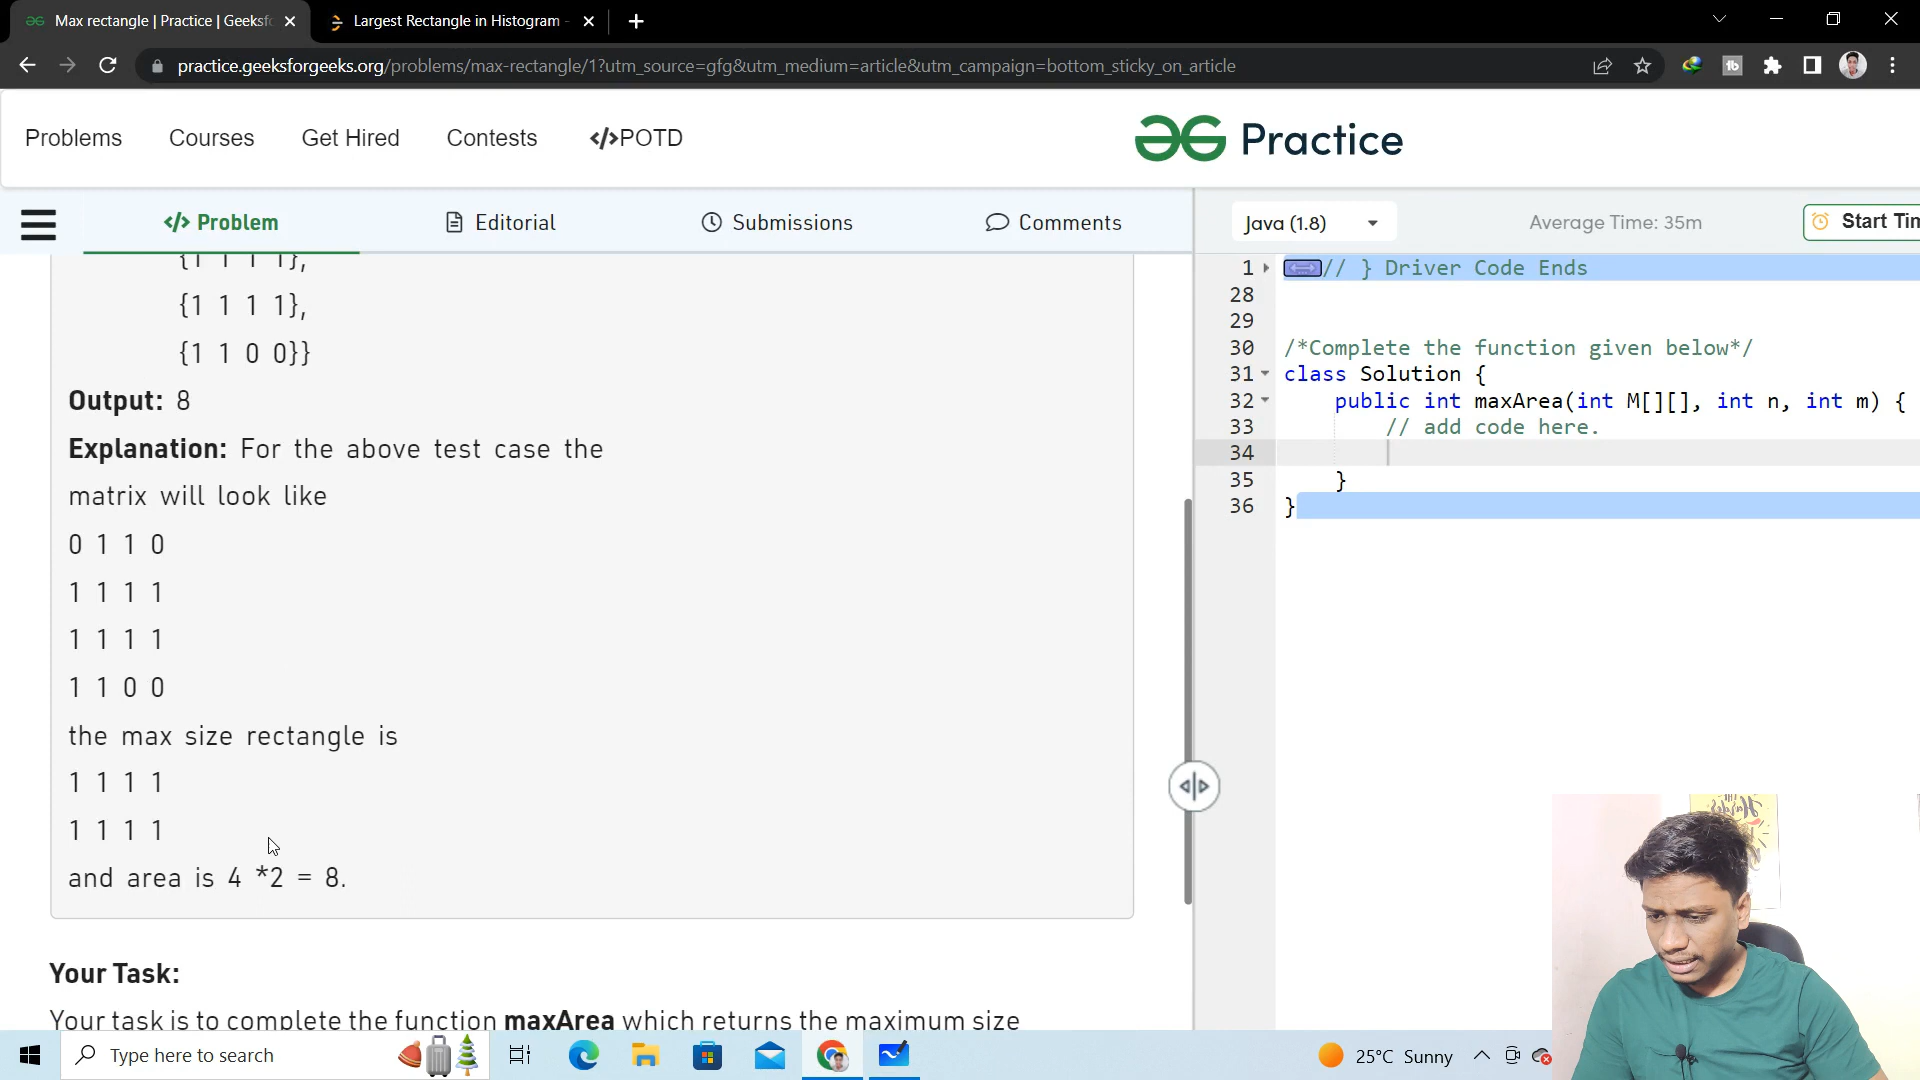 Max rectangle | Practice | Geeksf
Largest Rectangle in Histogram -
practice.geeksforgeeks.org/problems/max-rectangle/1?utm_source=gfg&utm_medium=article&utm_campaign=bottom_sticky_on_article
Problems
Courses
Get Hired
Contests
</>POTD
Practice
</> Problem
Editorial
Submissions
Comments
{1 1 1 1},
{1 1 1 1},
{1 1 0 0}}
Output: 8
Explanation: For the above test case the
matrix will look like
0 1 1 0
1 1 1 1
1 1 1 1
1 1 0 0
the max size rectangle is
1 1 1 1
1 1 1 1
and area is 4 *2 = 8.
Your Task:
Your task is to complete the function maxArea which returns the maximum size
Java (1.8)
Average Time: 35m
Start Tim
1 // } Driver Code Ends
28
29
30 /*Complete the function given below*/
31 class Solution {
32 public int maxArea(int M[][], int n, int m) {
33 // add code here.
34
35 }
36 }
Type here to search
25°C Sunny